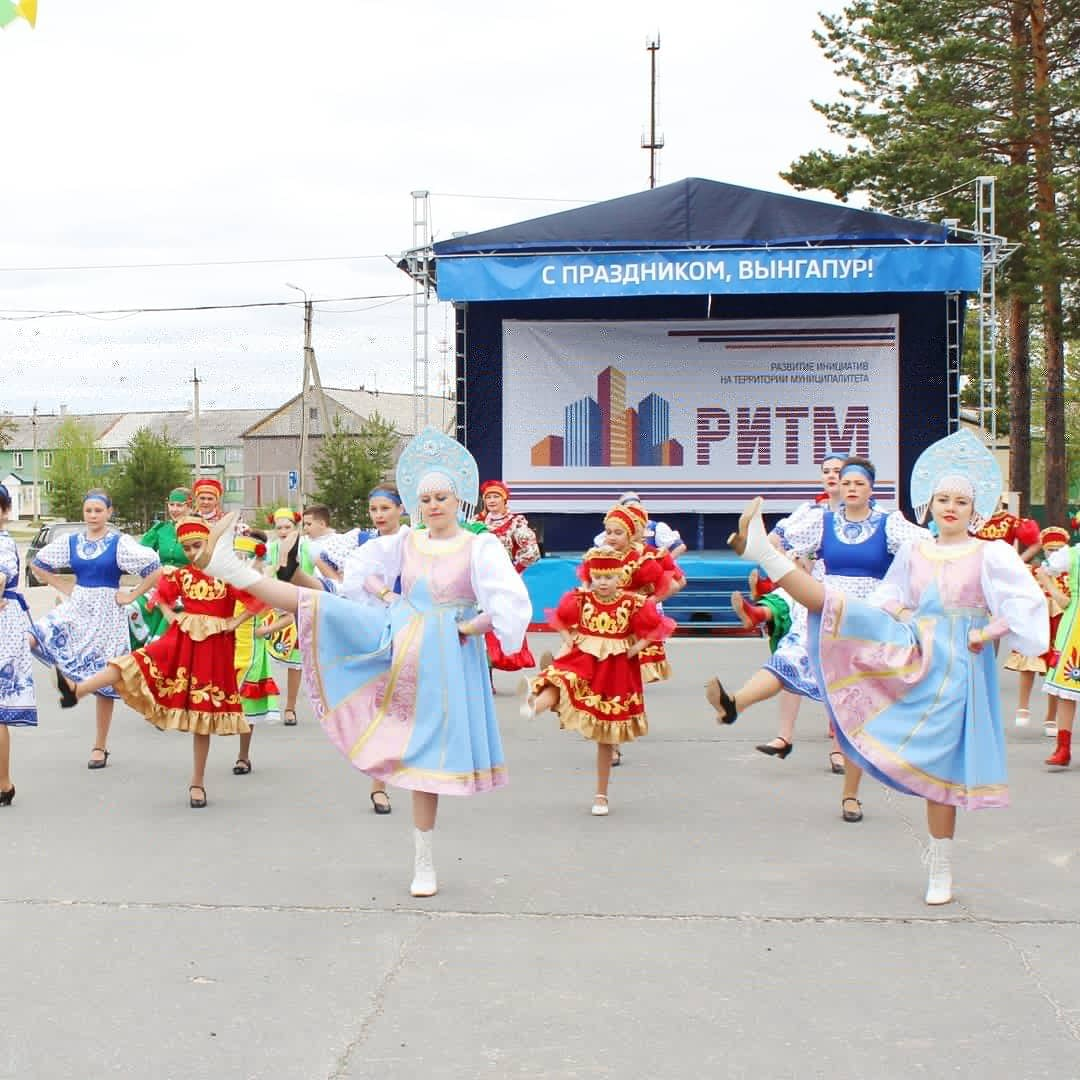 С ПРАЗДНИКОМ, ВЫНГАПУР!
РАЗВИТИЕ ИНИЦИАТИВ
НА ТЕРРИТОРИИ МУНИЦИПАЛИТЕТА
РИТМ